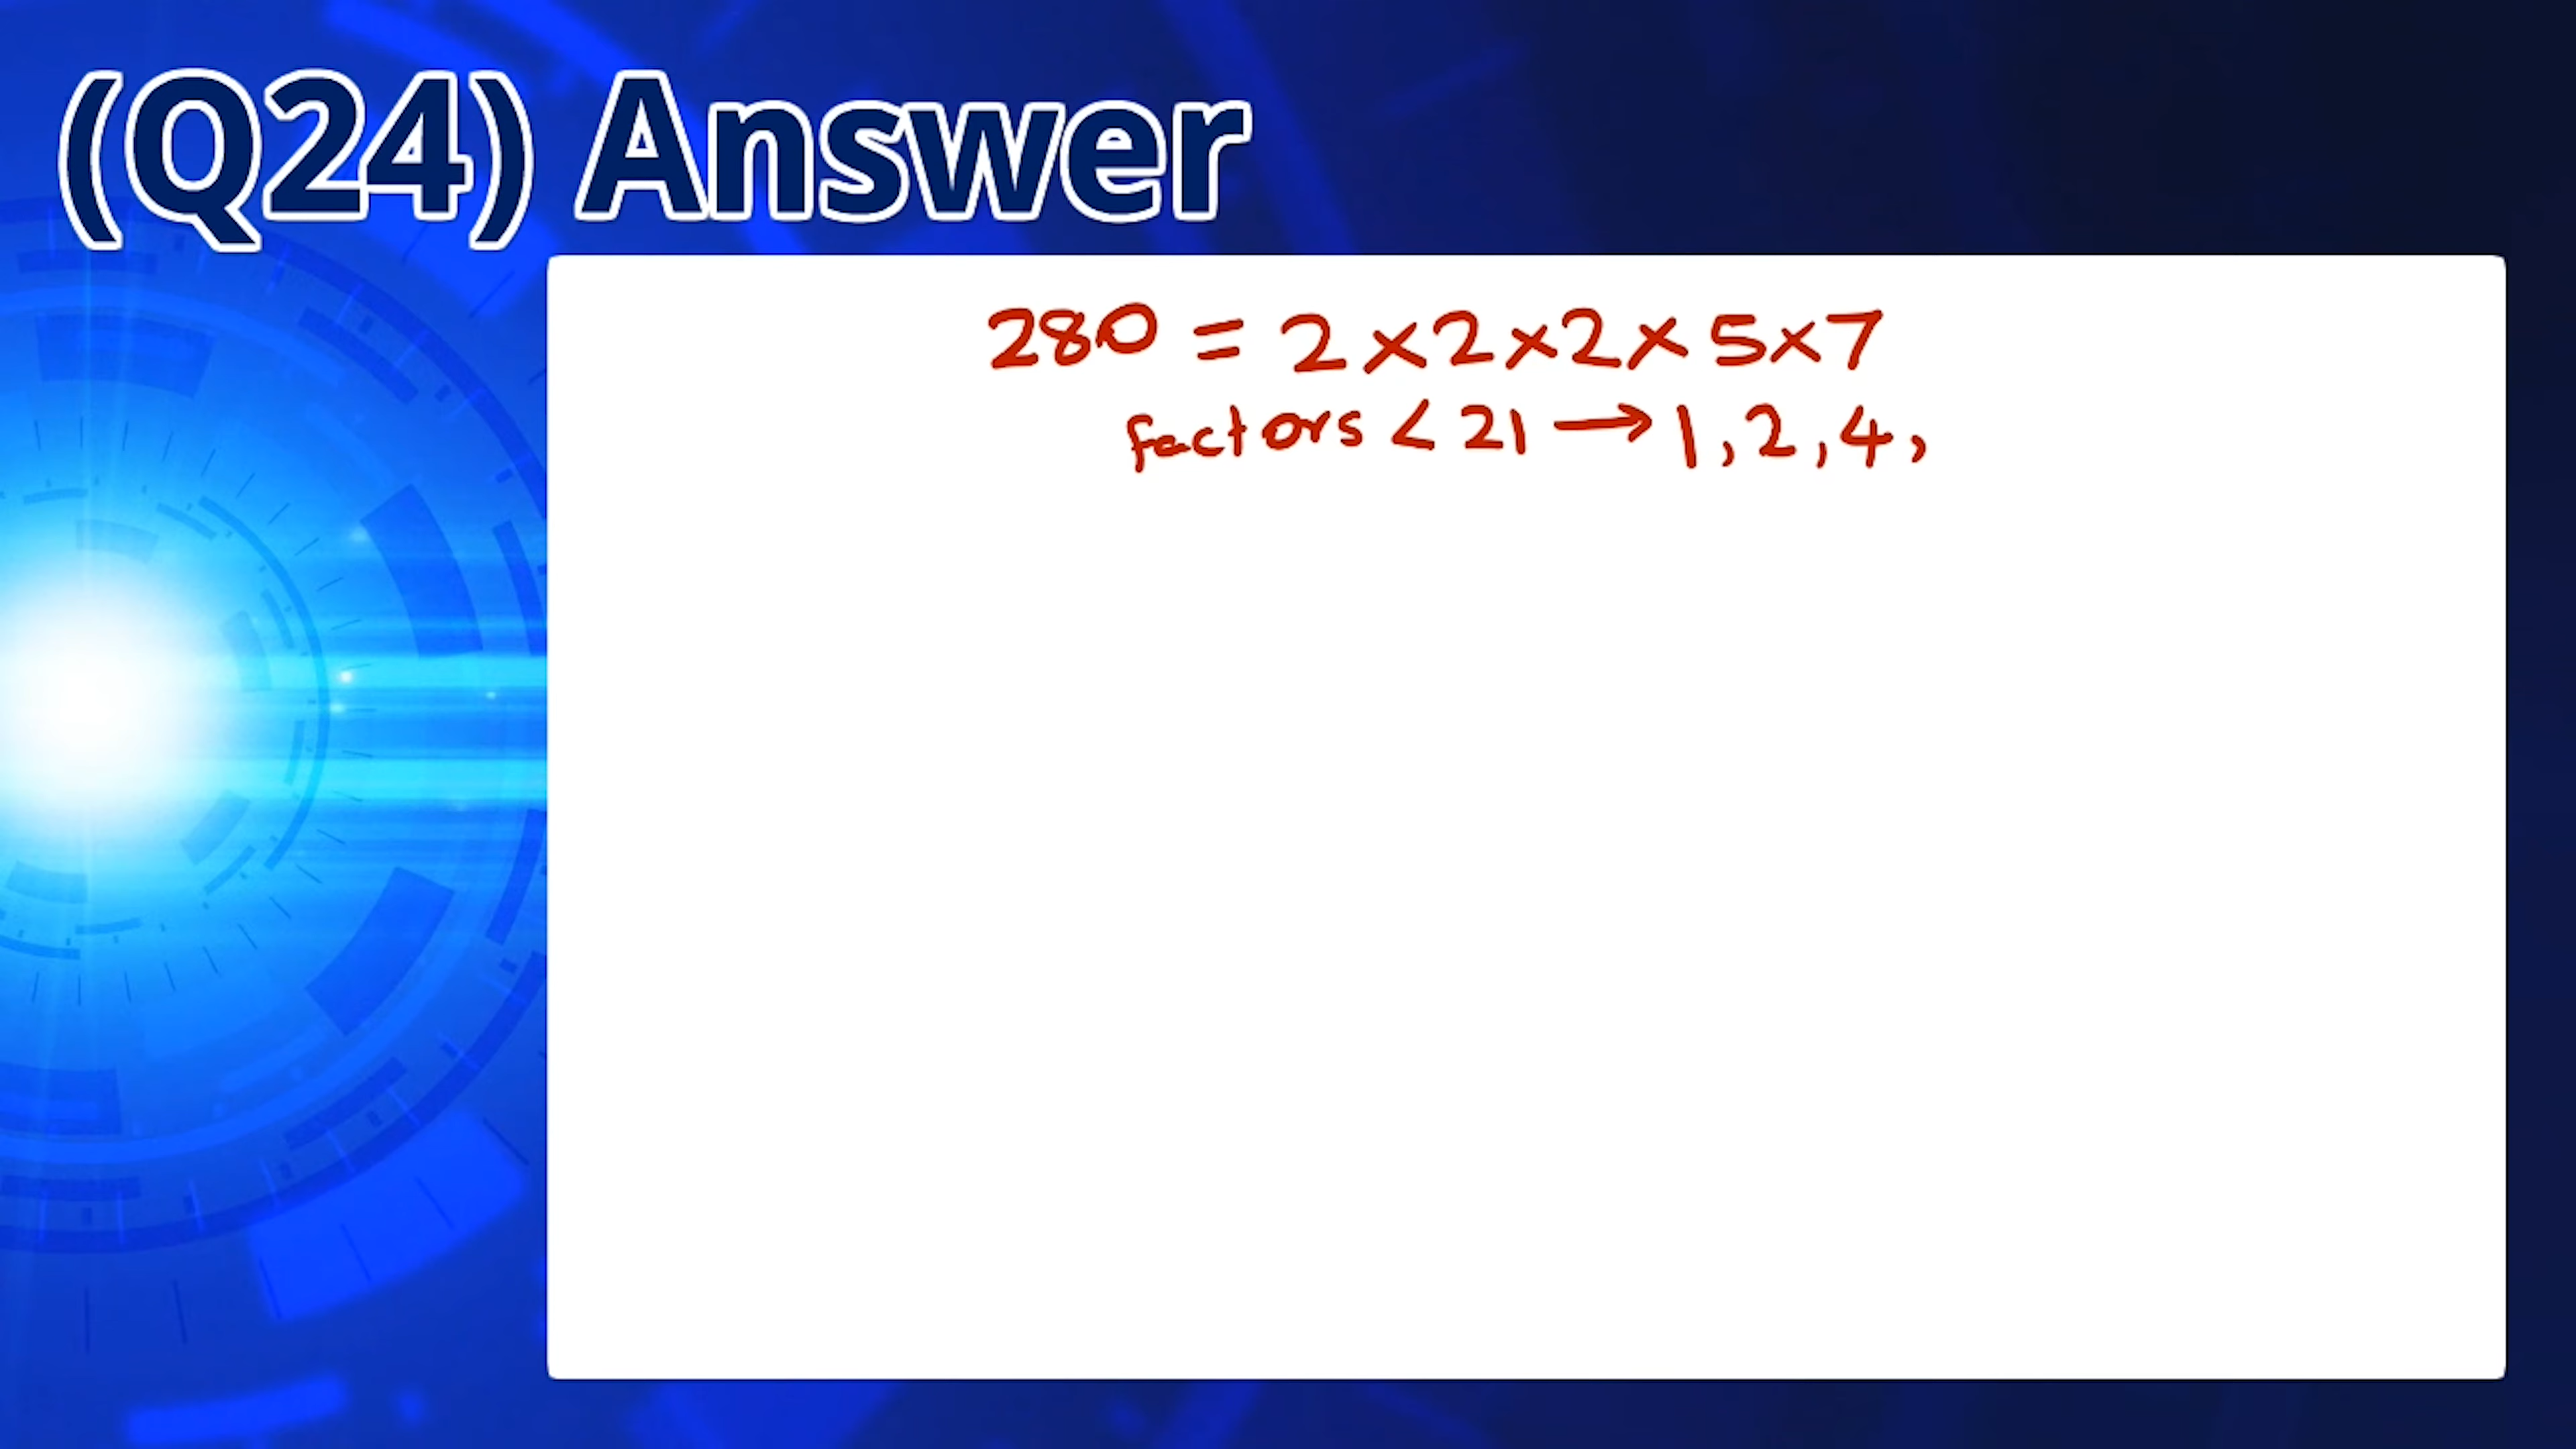 (Q24) Answer
280 = 2 × 2 × 2 × 5 × 7
factors < 21 → 1, 2, 4,